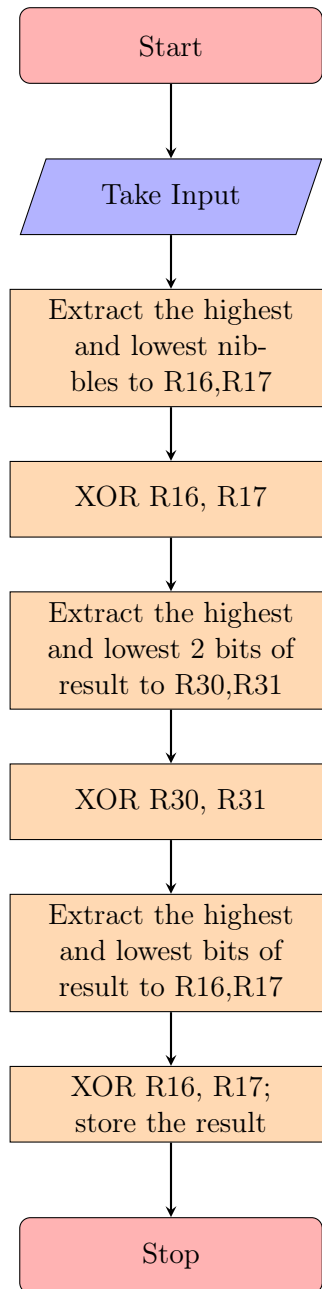 Start
Take Input
Extract the highest
and lowest nib-
bles to R16,R17
XOR R16, R17
Extract the highest
and lowest 2 bits of
result to R30,R31
XOR R30, R31
Extract the highest
and lowest bits of
result to R16,R17
XOR R16, R17;
store the result
Stop